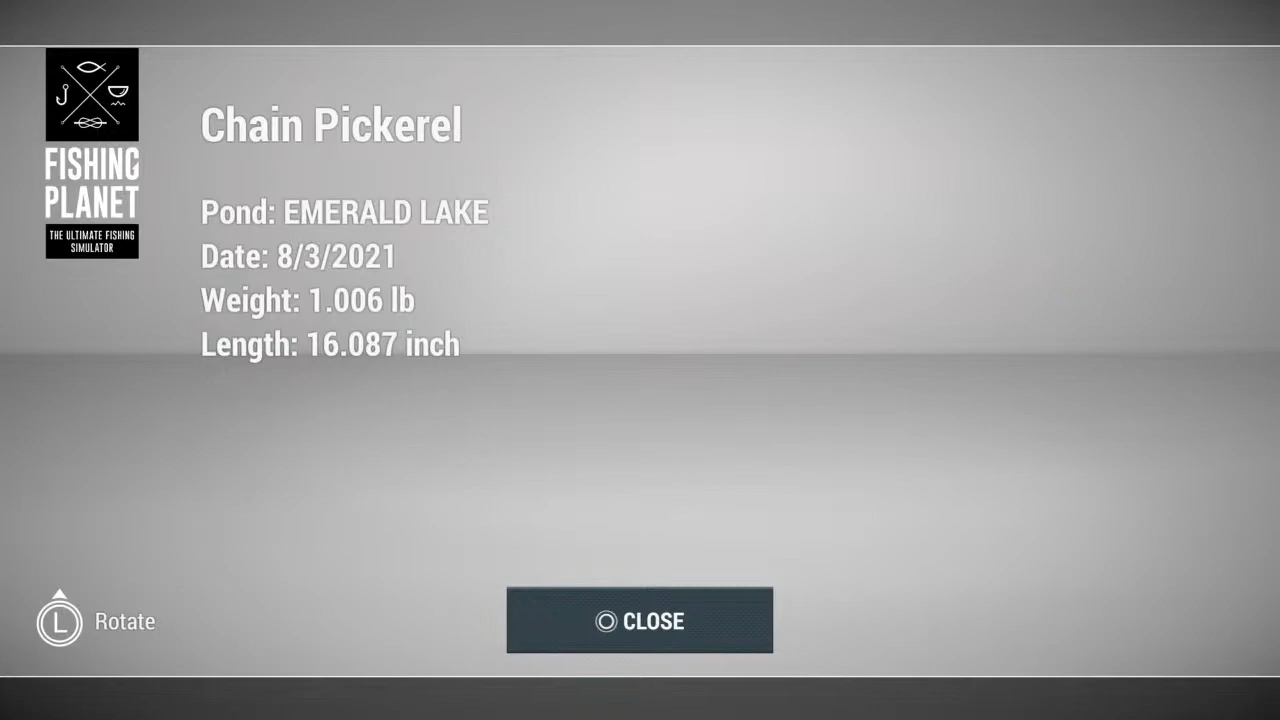 FISHING
PLANET
THE ULTIMATE FISHING
SIMULATOR
Chain Pickerel
Pond: EMERALD LAKE
Date: 8/3/2021
Weight: 1.006 lb
Length: 16.087 inch
L Rotate
CLOSE